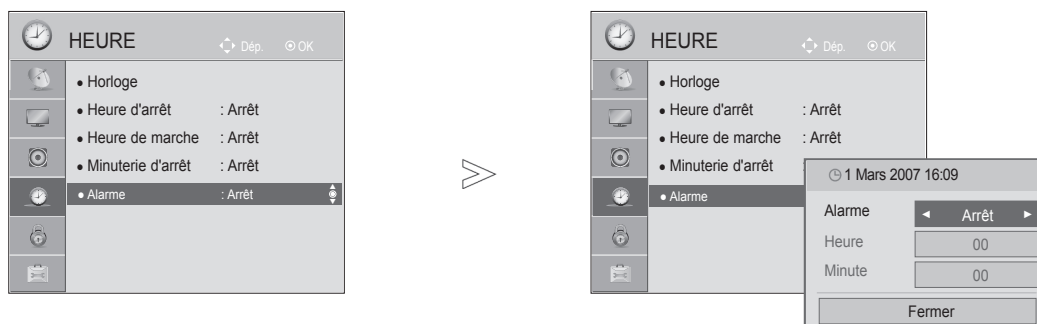 HEURE Dép. OK
• Horloge
• Heure d'arrêt : Arrêt
• Heure de marche : Arrêt
• Minuterie d'arrêt : Arrêt
• Alarme : Arrêt
HEURE Dép. OK
• Horloge
• Heure d'arrêt : Arrêt
• Heure de marche : Arrêt
• Minuterie d'arrêt :
• Alarme
1 Mars 2007 16:09
Alarme ◄ Arrêt ►
Heure 00
Minute 00
Fermer